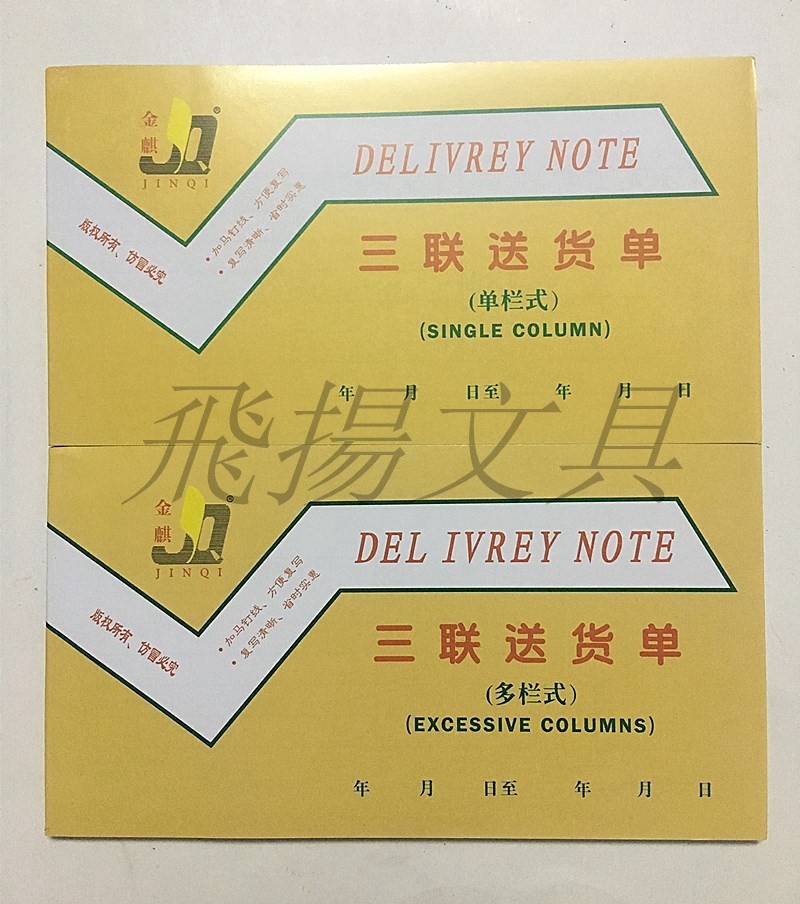 金麒
JINQI
®
DELIVREY NOTE
版权所有、仿冒必究
·加马钉线、方便复写
·复写清晰、省时实惠
三联送货单
(单栏式)
(SINGLE COLUMN)
年 月 日至 年 月 日
飛揚文具
金麒
JINQI
®
DEL IVREY NOTE
版权所有、仿冒必究
·加马钉线、方便复写
·复写清晰、省时实惠
三联送货单
(多栏式)
(EXCESSIVE COLUMNS)
年 月 日至 年 月 日